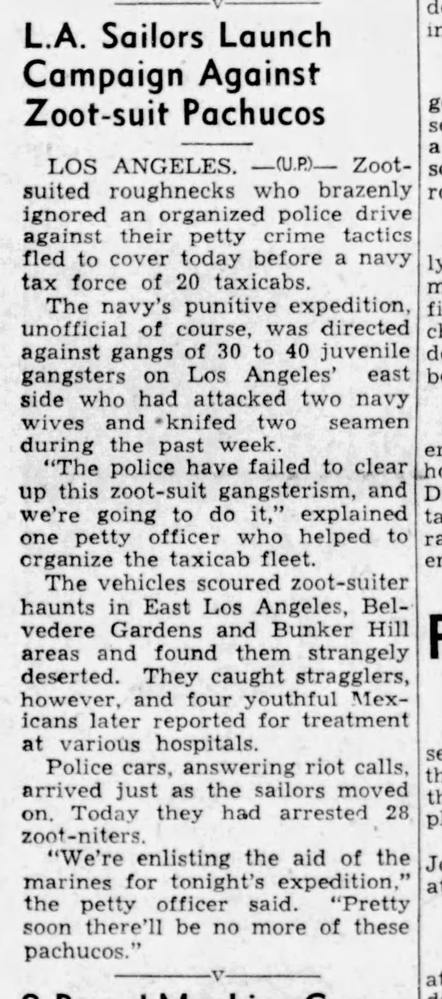 V
L.A. Sailors Launch
Campaign Against
Zoot-suit Pachucos
LOS ANGELES. —(U.P.)— Zoot-
suited roughnecks who brazenly
ignored an organized police drive
against their petty crime tactics
fled to cover today before a navy
tax force of 20 taxicabs.
The navy's punitive expedition,
unofficial of course, was directed
against gangs of 30 to 40 juvenile
gangsters on Los Angeles' east
side who had attacked two navy
wives and knifed two seamen
during the past week.
"The police have failed to clear
up this zoot-suit gangsterism, and
we're going to do it," explained
one petty officer who helped to
organize the taxicab fleet.
The vehicles scoured zoot-suiter
haunts in East Los Angeles, Bel-
vedere Gardens and Bunker Hill
areas and found them strangely
deserted. They caught stragglers,
however, and four youthful Mex-
icans later reported for treatment
at various hospitals.
Police cars, answering riot calls,
arrived just as the sailors moved
on. Today they had arrested 28
zoot-niters.
"We're enlisting the aid of the
marines for tonight's expedition,"
the petty officer said. "Pretty
soon there'll be no more of these
pachucos."
V